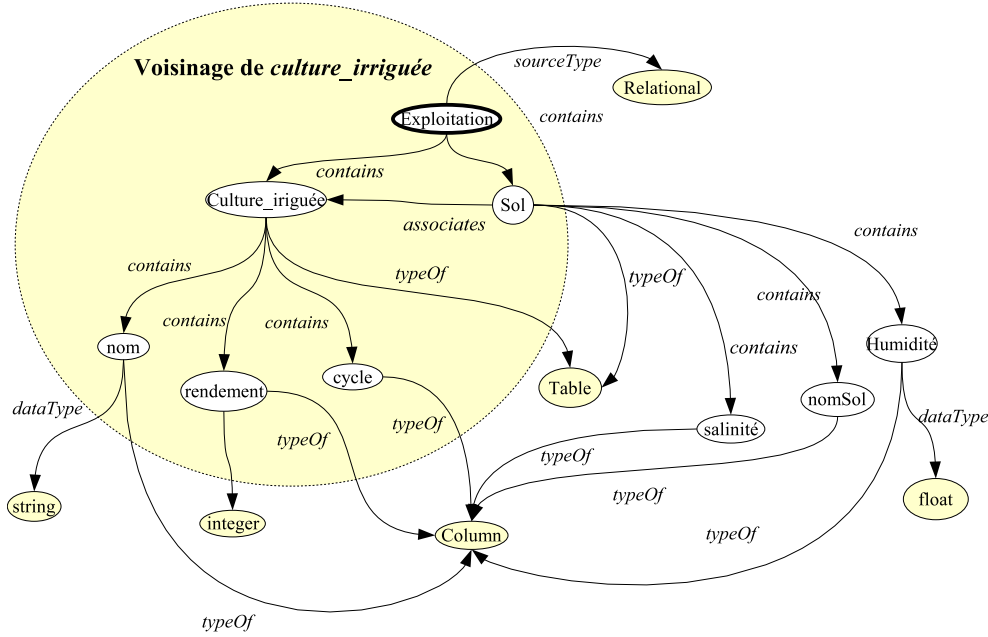 sourceType
Voisinage de culture_irriguée
Relational
Exploitation
contains
contains
Culture_iriguée
Sol
associates
contains
contains
typeOf
typeOf
contains
contains
contains
contains
nom
Humidité
rendement
cycle
Table
nomSol
dataType
typeOf
typeOf
salinité
dataType
typeOf
string
integer
typeOf
float
Column
typeOf
typeOf